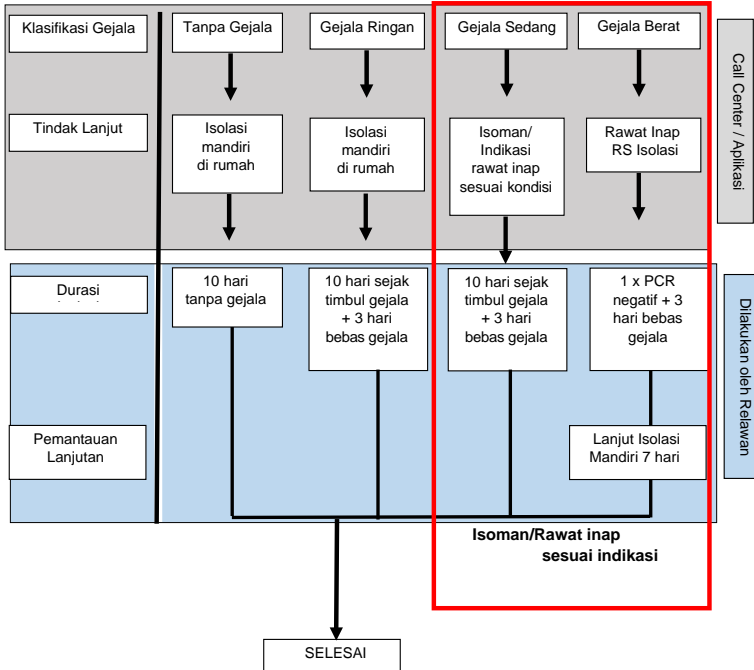 Klasifikasi Gejala
Tanpa Gejala
Gejala Ringan
Gejala Sedang
Gejala Berat
Call Center / Aplikasi
Tindak Lanjut
Isolasi
mandiri
di rumah
Isolasi
mandiri
di rumah
Isoman/
Indikasi
rawat inap
sesuai kondisi
Rawat Inap
RS Isolasi
Durasi
10 hari
tanpa gejala
10 hari sejak
timbul gejala
+ 3 hari
bebas gejala
10 hari sejak
timbul gejala
+ 3 hari
bebas gejala
1 x PCR
negatif + 3
hari bebas
gejala
Dilakukan oleh Relawan
Pemantauan
Lanjutan
Lanjut Isolasi
Mandiri 7 hari
Isoman/Rawat inap
sesuai indikasi
SELESAI